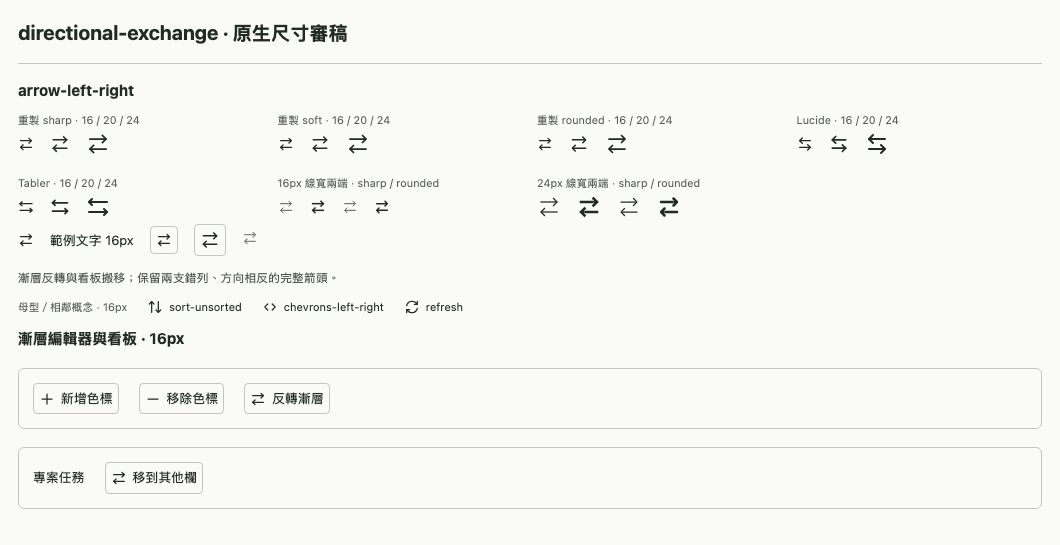 directional-exchange · 原生尺寸審稿
arrow-left-right
重製 sharp · 16 / 20 / 24
重製 soft · 16 / 20 / 24
重製 rounded · 16 / 20 / 24
Lucide · 16 / 20 / 24
Tabler · 16 / 20 / 24
16px 線寬兩端 · sharp / rounded
24px 線寬兩端 · sharp / rounded
範例文字 16px
漸層反轉與看板搬移；保留兩支錯列、方向相反的完整箭頭。
母型 / 相鄰概念 · 16px sort-unsorted chevrons-left-right refresh
漸層編輯器與看板 · 16px
新增色標 移除色標 反轉漸層
專案任務 移到其他欄